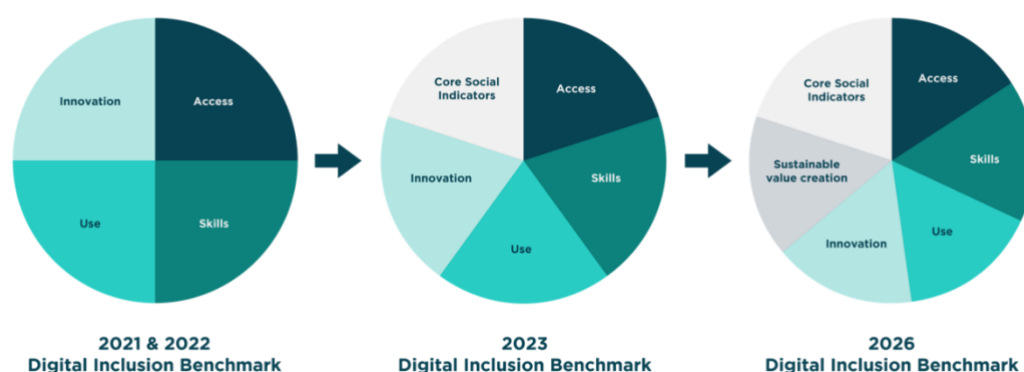 Innovation
Access
Use
Skills
2021 & 2022
Digital Inclusion Benchmark
Core Social
Indicators
Access
Innovation
Skills
Use
2023
Digital Inclusion Benchmark
Core Social
Indicators
Access
Sustainable
value creation
Skills
Innovation
Use
2026
Digital Inclusion Benchmark